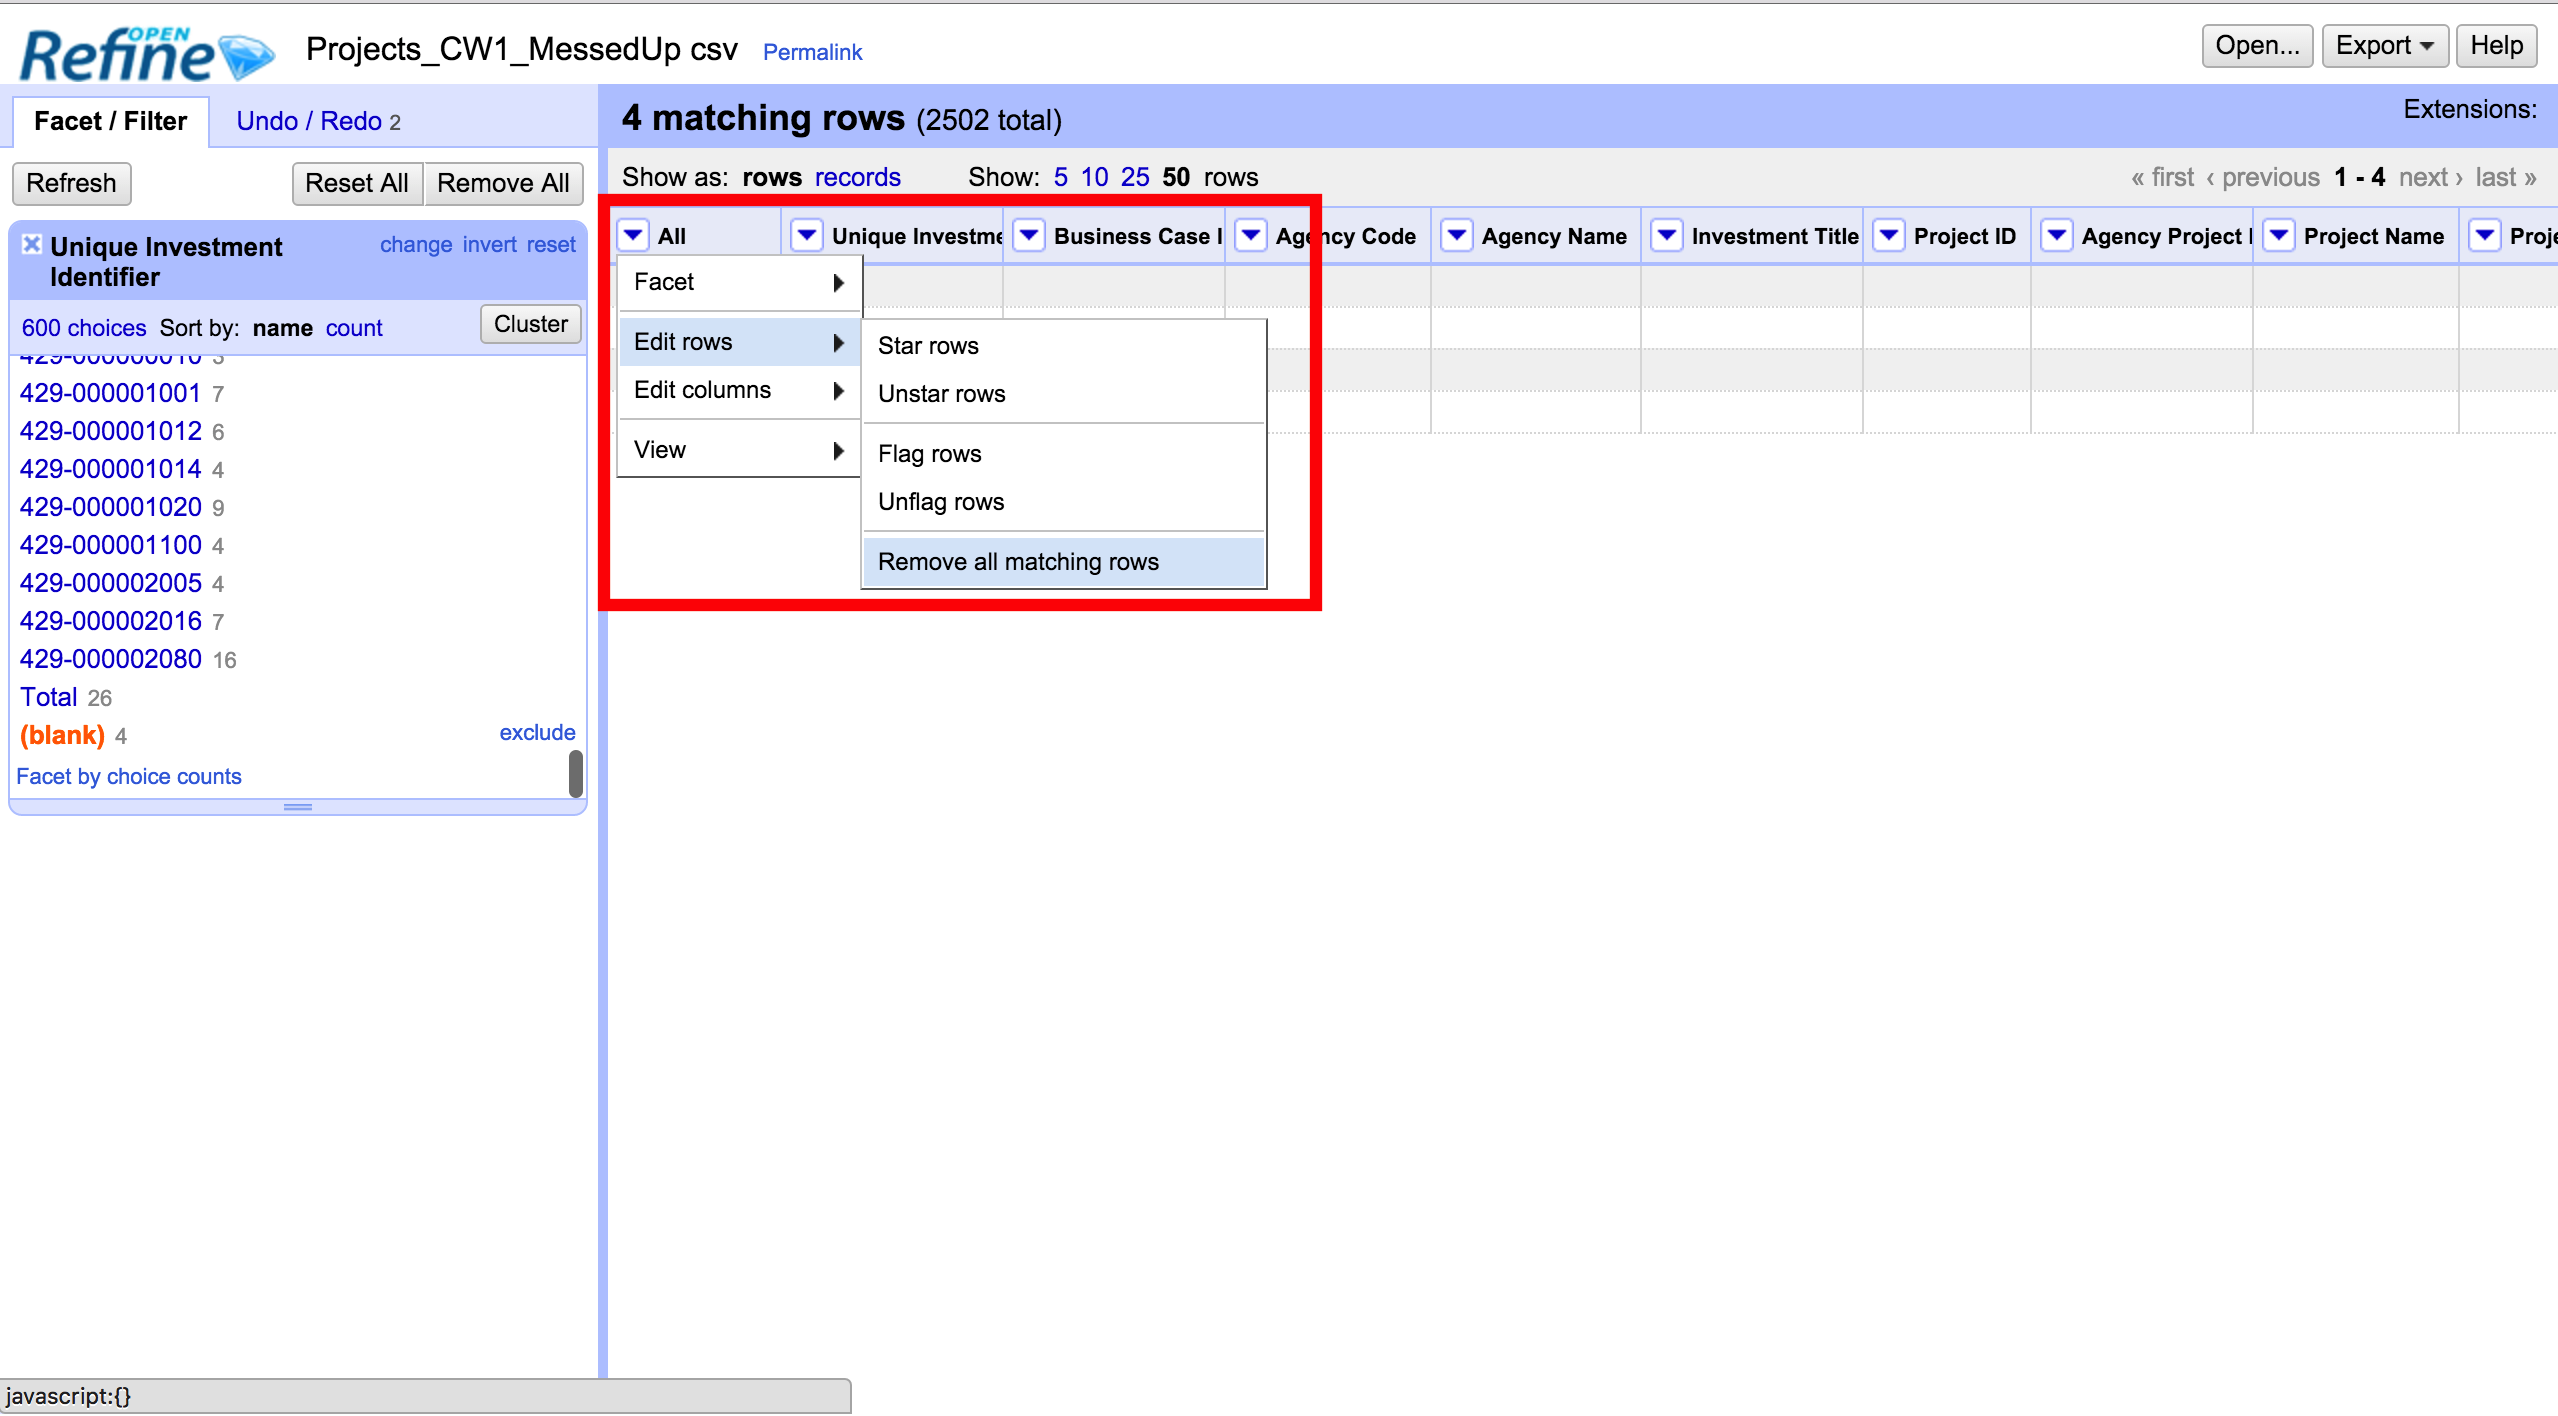 OPEN
Refine
Projects_CW1_MessedUp csv Permalink
Open... Export Help
Facet / Filter Undo / Redo 2
4 matching rows (2502 total)
Extensions:
Refresh Reset All Remove All
Show as: rows records Show: 5 10 25 50 rows
« first ‹ previous 1 - 4 next › last »
Unique Investment Identifier
change invert reset
600 choices Sort by: name count Cluster
429-000000010 3
429-000001001 7
429-000001012 6
429-000001014 4
429-000001020 9
429-000001100 4
429-000002005 4
429-000002016 7
429-000002080 16
Total 26
(blank) 4 exclude
Facet by choice counts
All Unique Investme Business Case I Agency Code Agency Name Investment Title Project ID Agency Project Project Name Proje
Facet
Edit rows
Edit columns
View
Star rows
Unstar rows
Flag rows
Unflag rows
Remove all matching rows
javascript:{}